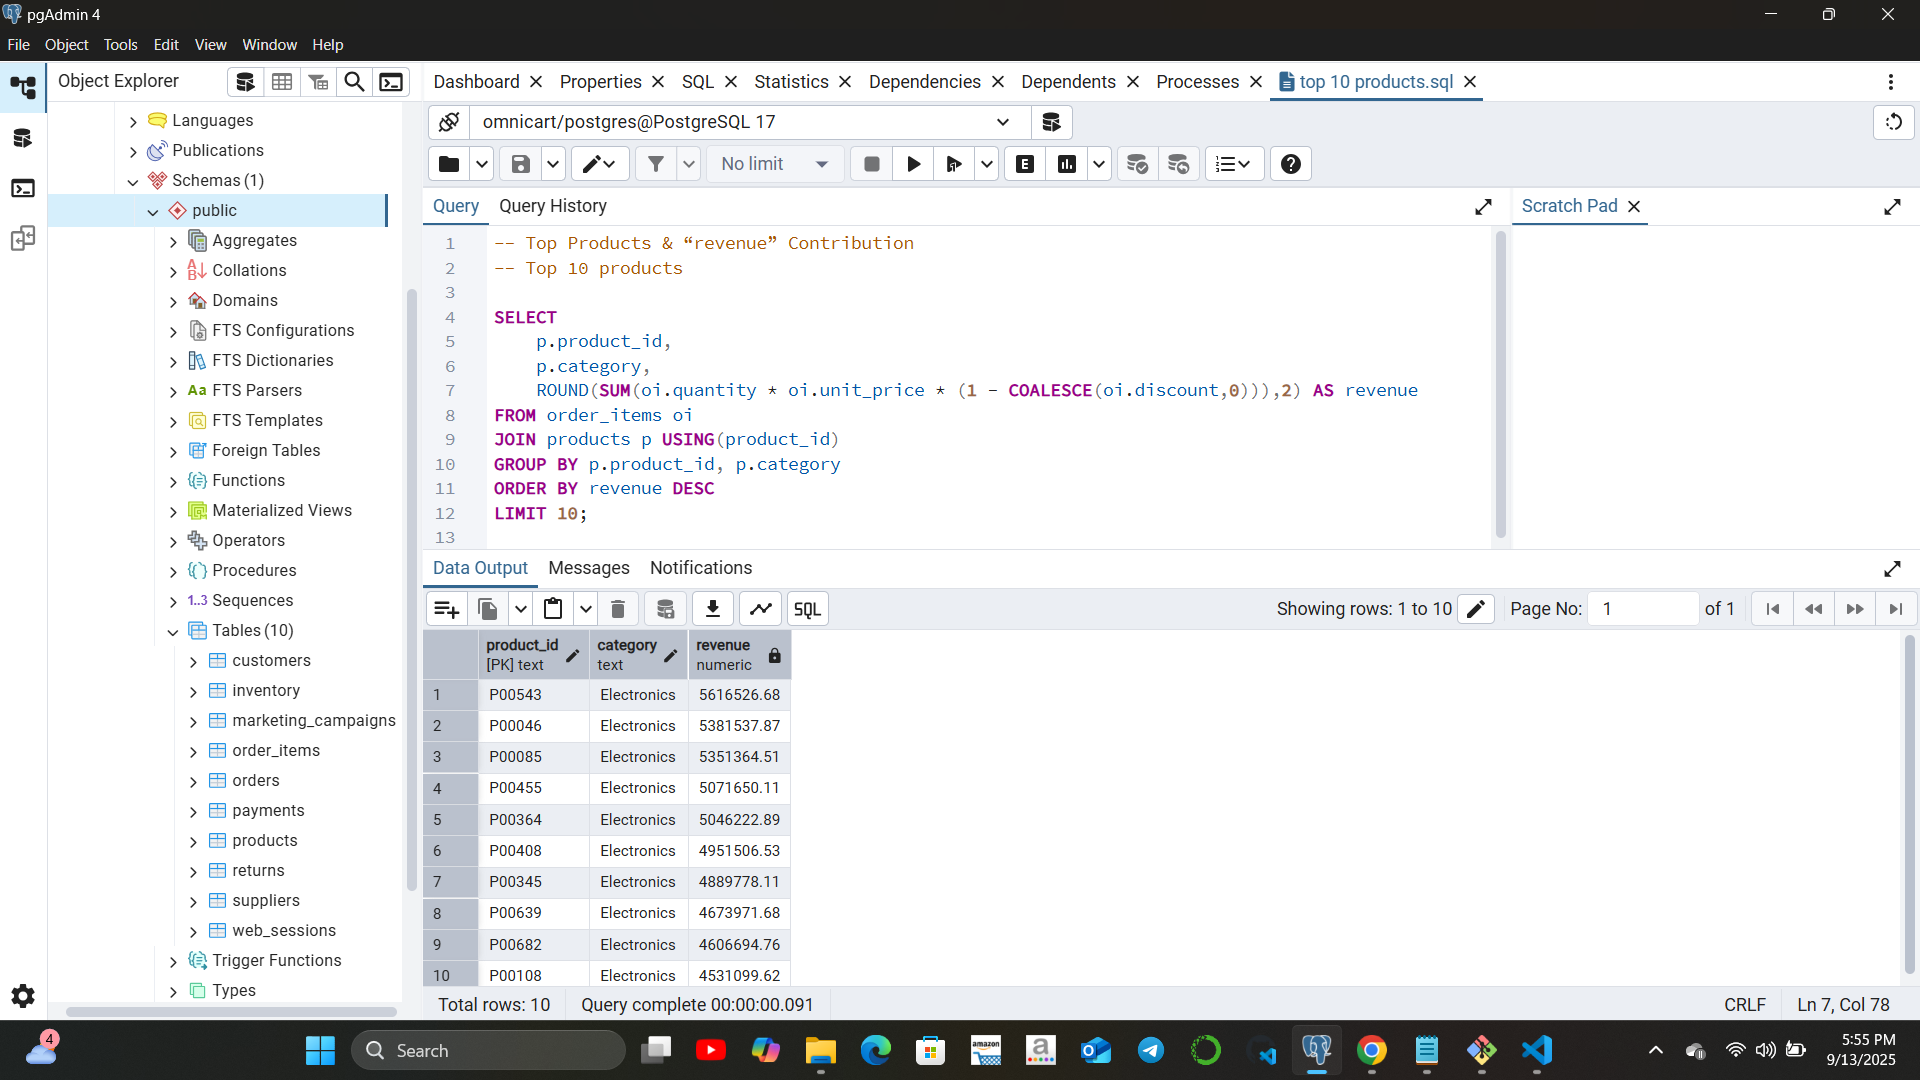 pgAdmin 4
File Object Tools Edit View Window Help
Object Explorer
Dashboard Properties SQL Statistics Dependencies Dependents Processes top 10 products.sql
omnicart/postgres@PostgreSQL 17
No limit
E
Languages
Publications
Schemas (1)
public
Aggregates
Collations
Domains
FTS Configurations
FTS Dictionaries
Aa FTS Parsers
FTS Templates
Foreign Tables
Functions
Materialized Views
Operators
Procedures
1..3 Sequences
Tables (10)
customers
inventory
marketing_campaigns
order_items
orders
payments
products
returns
suppliers
web_sessions
Trigger Functions
Types
Query Query History
Scratch Pad
1 -- Top Products & “revenue” Contribution
2 -- Top 10 products
3
4 SELECT
5 p.product_id,
6 p.category,
7 ROUND(SUM(oi.quantity * oi.unit_price * (1 - COALESCE(oi.discount,0))),2) AS revenue
8 FROM order_items oi
9 JOIN products p USING(product_id)
10 GROUP BY p.product_id, p.category
11 ORDER BY revenue DESC
12 LIMIT 10;
13
Data Output Messages Notifications
SQL
Showing rows: 1 to 10 Page No: 1 of 1
product_id category revenue
[PK] text text numeric
1 P00543 Electronics 5616526.68
2 P00046 Electronics 5381537.87
3 P00085 Electronics 5351364.51
4 P00455 Electronics 5071650.11
5 P00364 Electronics 5046222.89
6 P00408 Electronics 4951506.53
7 P00345 Electronics 4889778.11
8 P00639 Electronics 4673971.68
9 P00682 Electronics 4606694.76
10 P00108 Electronics 4531099.62
Total rows: 10 Query complete 00:00:00.091
CRLF Ln 7, Col 78
4
Search
amazon
a
5:55 PM
9/13/2025